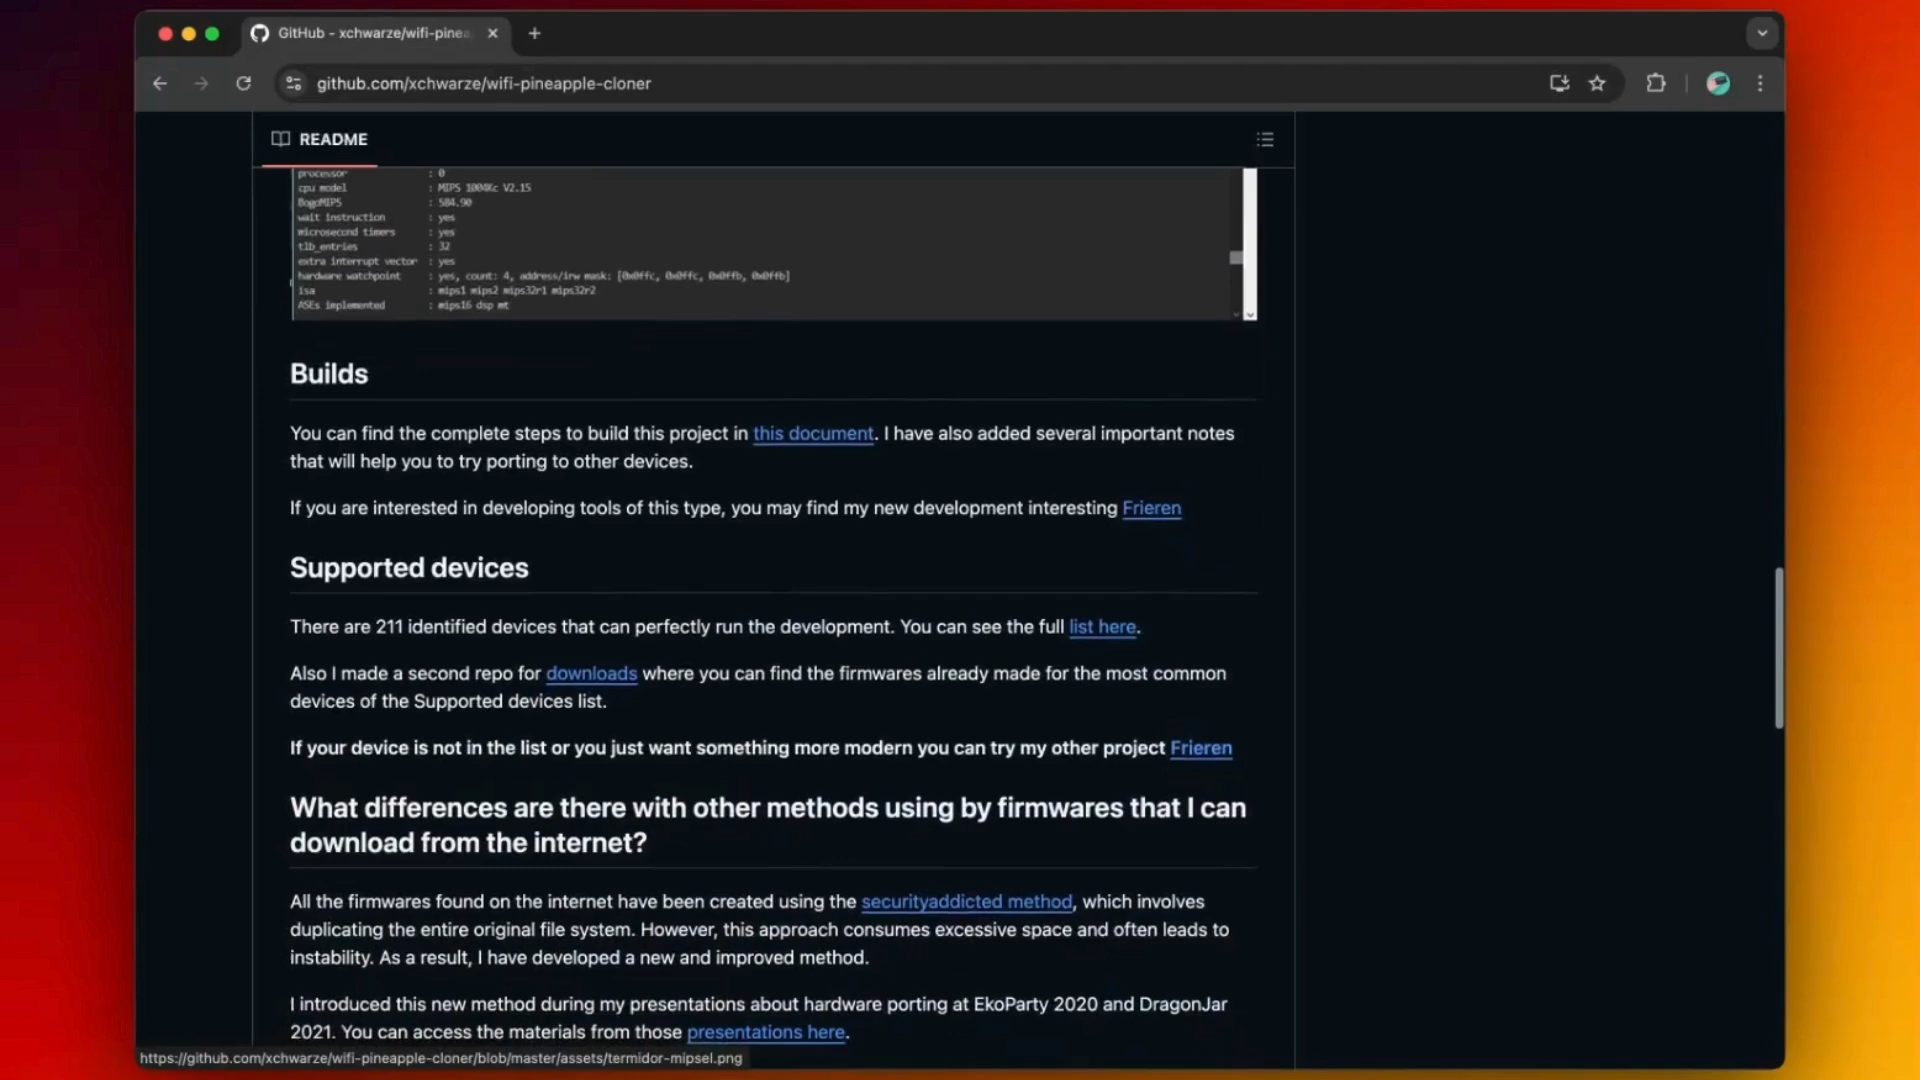 GitHub - xchwarze/wifi-pinea
github.com/xchwarze/wifi-pineapple-cloner
README
processor : 0
cpu model : MIPS 1004Kc V2.15
BogoMIPS : 584.90
wait instruction : yes
microsecond timers : yes
tlb_entries : 32
extra interrupt vector : yes
hardware watchpoint : yes, count: 4, address/irw mask: [0x0ffc, 0x0ffc, 0x0ffb, 0x0ffb]
isa : mips1 mips2 mips32r1 mips32r2
ASEs implemented : mips16 dsp mt
Builds
You can find the complete steps to build this project in this document. I have also added several important notes
that will help you to try porting to other devices.
If you are interested in developing tools of this type, you may find my new development interesting Frieren
Supported devices
There are 211 identified devices that can perfectly run the development. You can see the full list here.
Also I made a second repo for downloads where you can find the firmwares already made for the most common
devices of the Supported devices list.
If your device is not in the list or you just want something more modern you can try my other project Frieren
What differences are there with other methods using by firmwares that I can
download from the internet?
All the firmwares found on the internet have been created using the securityaddicted method, which involves
duplicating the entire original file system. However, this approach consumes excessive space and often leads to
instability. As a result, I have developed a new and improved method.
I introduced this new method during my presentations about hardware porting at EkoParty 2020 and DragonJar
2021. You can access the materials from those presentations here.
https://github.com/xchwarze/wifi-pineapple-cloner/blob/master/assets/termidor-mipsel.png